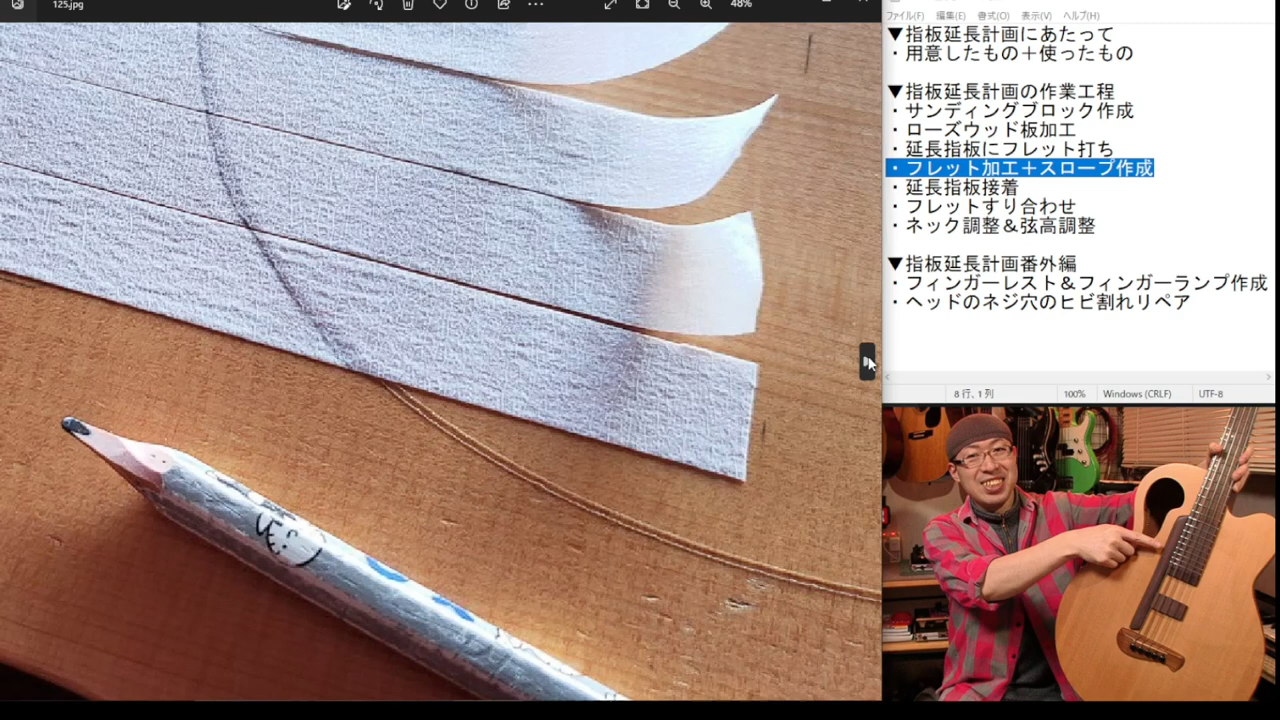 125.jpg
48%
ファイル(F) 編集(E) 書式(O) 表示(V) ヘルプ(H)
▼指板延長計画にあたって
・用意したもの＋使ったもの
▼指板延長計画の作業工程
・サンディングブロック作成
・ローズウッド板加工
・延長指板にフレット打ち
・フレット加工＋スロープ作成
・延長指板接着
・フレットすり合わせ
・ネック調整＆弦高調整
▼指板延長計画番外編
・フィンガーレスト＆フィンガーランプ作成
・ヘッドのネジ穴のヒビ割れリペア
8 行、1 列
100%
Windows (CRLF)
UTF-8